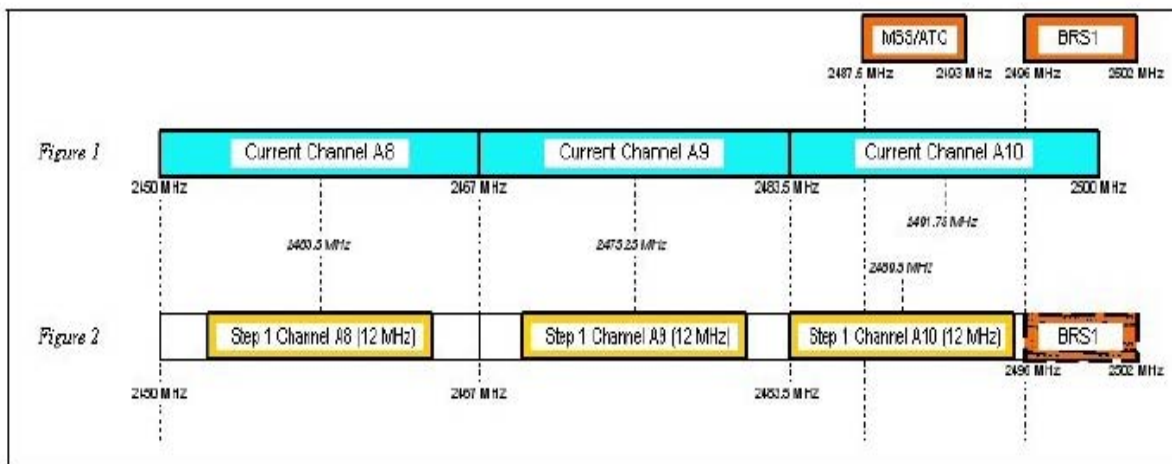 MSS/ATC
BRS1
2487.5 MHz
2493 MHz
2496 MHz
2502 MHz
Figure 1
Current Channel A8
Current Channel A9
Current Channel A10
2450 MHz
2467 MHz
2483.5 MHz
2500 MHz
2491.75 MHz
MHz
2475.25 MHz
2489.5 MHz
Figure 2
Step 1 Channel A8 (12 MHz)
Step 1 Channel A9 (12 MHz)
Step 1 Channel A10 (12 MHz)
BRS1
2450 MHz
2467 MHz
2483.5 MHz
2496 MHz
2502 MHz